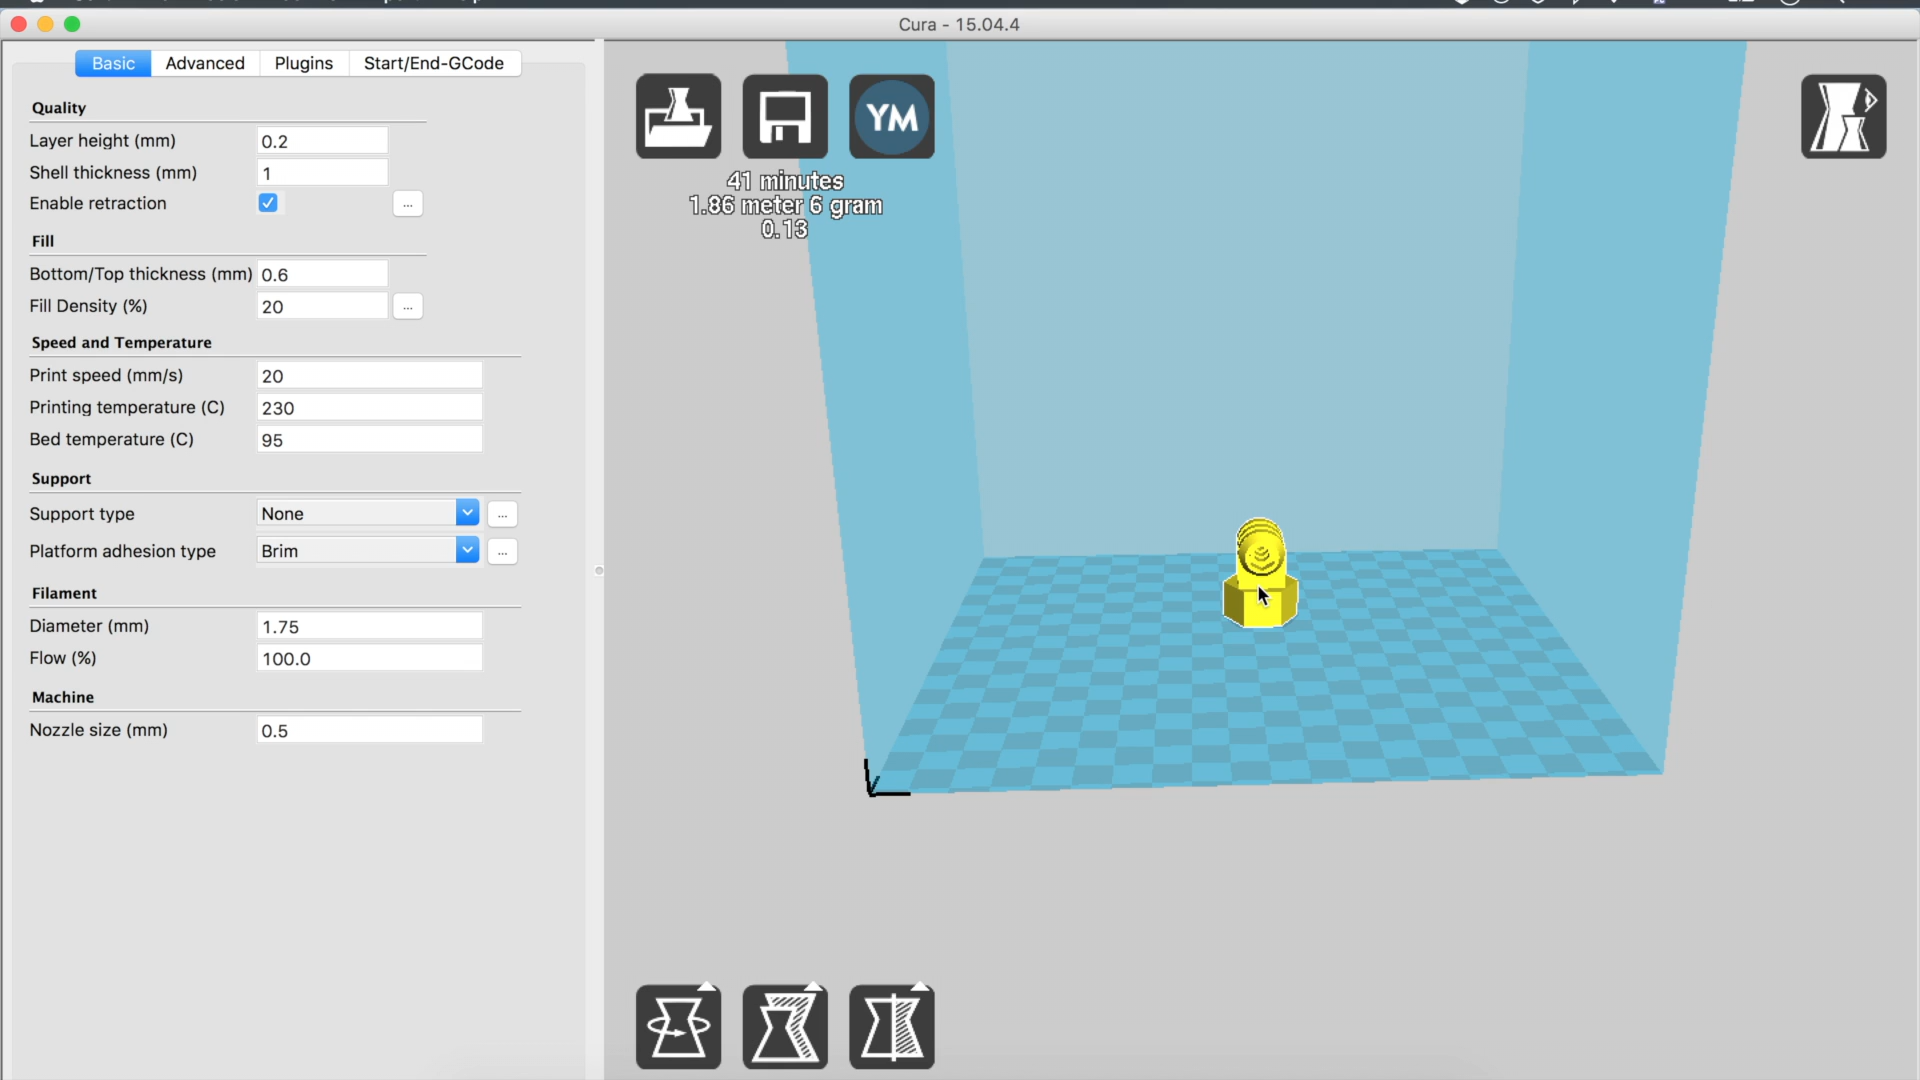 Cura - 15.04.4
Basic Advanced Plugins Start/End-GCode
Quality
Layer height (mm) 0.2
Shell thickness (mm) 1
Enable retraction ...
Fill
Bottom/Top thickness (mm) 0.6
Fill Density (%) 20 ...
Speed and Temperature
Print speed (mm/s) 20
Printing temperature (C) 230
Bed temperature (C) 95
Support
Support type None ...
Platform adhesion type Brim ...
Filament
Diameter (mm) 1.75
Flow (%) 100.0
Machine
Nozzle size (mm) 0.5
YM
41 minutes
1.86 meter 6 gram
0.13